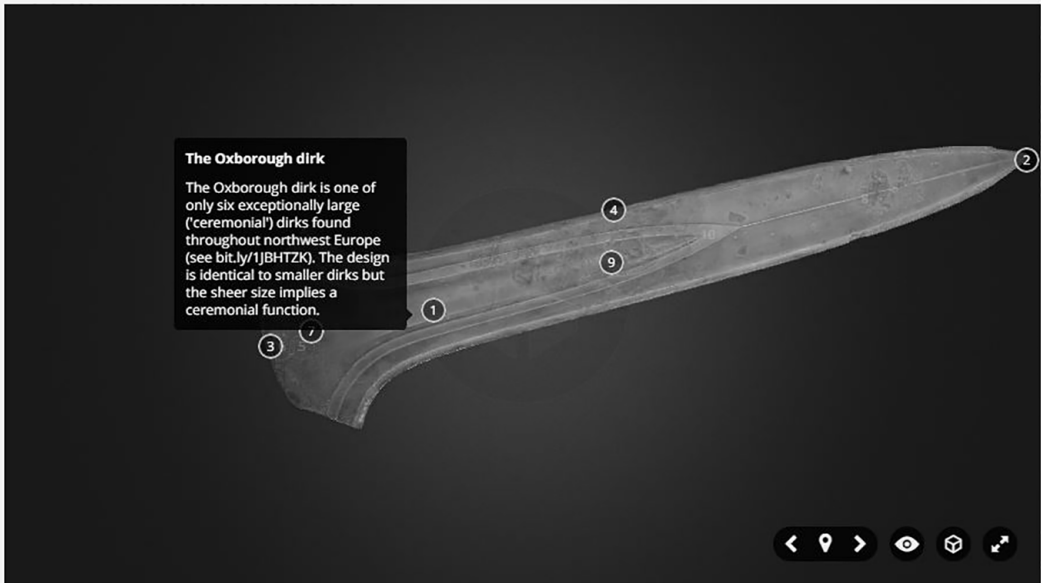 The Oxborough dirk
The Oxborough dirk is one of
only six exceptionally large
('ceremonial') dirks found
throughout northwest Europe
(see bit.ly/1JBHTZK). The design
is identical to smaller dirks but
the sheer size implies a
ceremonial function.
2
4
10
9
1
7
3
5